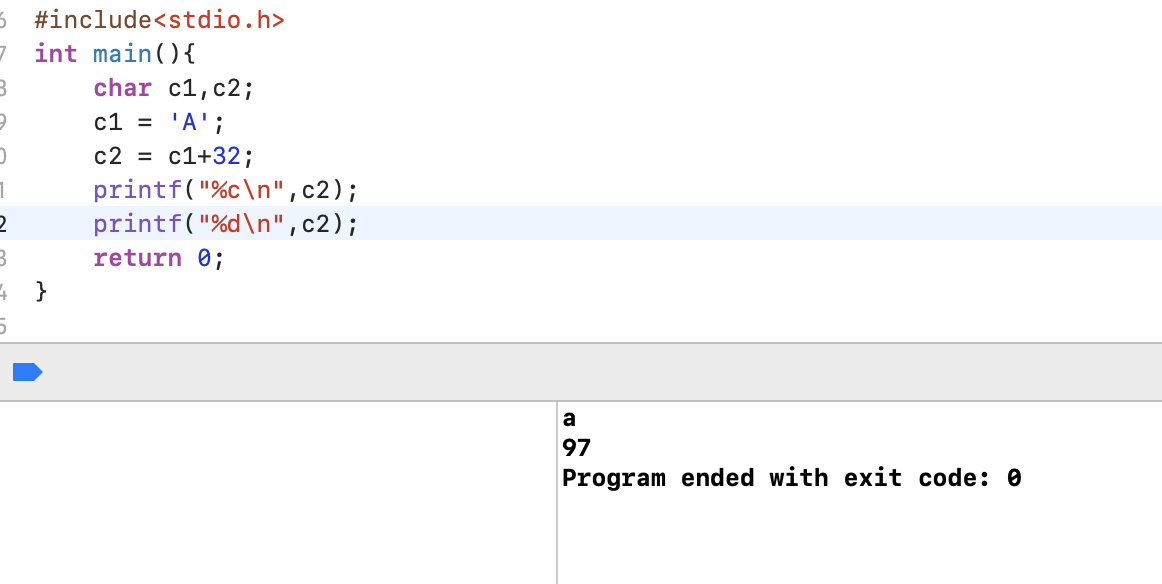 6 #include<stdio.h>
7 int main(){
8     char c1,c2;
9     c1 = 'A';
0     c2 = c1+32;
1     printf("%c\n",c2);
2     printf("%d\n",c2);
3     return 0;
4 }
5
a
97
Program ended with exit code: 0